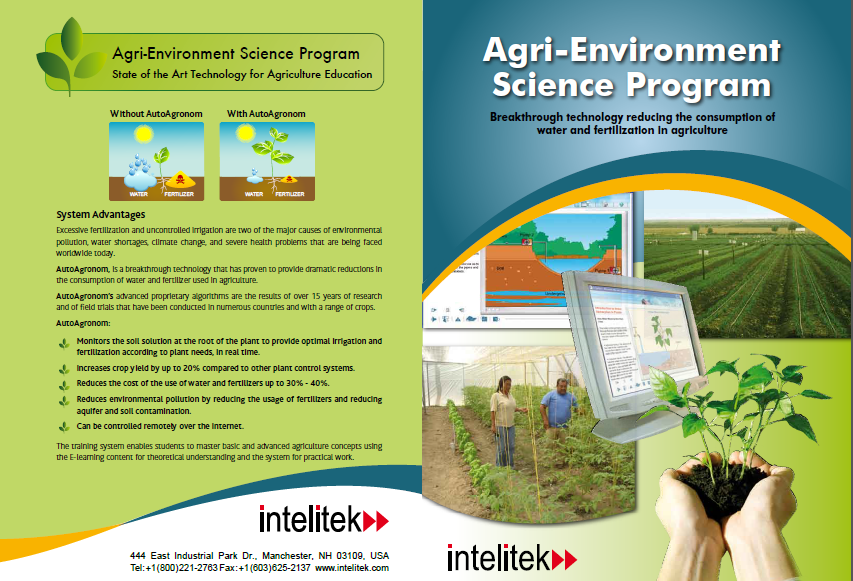 Agri-Environment Science Program
State of the Art Technology for Agriculture Education
Without AutoAgronom
With AutoAgronom
WATER
FERTILIZER
WATER
FERTILIZER
System Advantages
Excessive fertilization and uncontrolled irrigation are two of the major causes of environmental
pollution, water shortages, climate change, and severe health problems that are being faced
worldwide today.
AutoAgronom, is a breakthrough technology that has proven to provide dramatic reductions in
the consumption of water and fertilizer used in agriculture.
AutoAgronom's advanced proprietary algorithms are the results of over 15 years of research
and of field trials that have been conducted in numerous countries and with a range of crops.
AutoAgronom:
Monitors the soil solution at the root of the plant to provide optimal irrigation and
fertilization according to plant needs, in real time.
Increases crop yield by up to 20% compared to other plant control systems.
Reduces the cost of the use of water and fertilizers up to 30% - 40%.
Reduces environmental pollution by reducing the usage of fertilizers and reducing
aquifer and soil contamination.
Can be controlled remotely over the Internet.
The training system enables students to master basic and advanced agriculture concepts using
the E-learning content for theoretical understanding and the system for practical work.
intelitek
444 East Industrial Park Dr., Manchester, NH 03109, USA
Tel:+1(800)221-2763 Fax:+1(603)625-2137 www.intelitek.com
Agri-Environment
Science Program
Breakthrough technology reducing the consumption of
water and fertilization in agriculture
intelitek